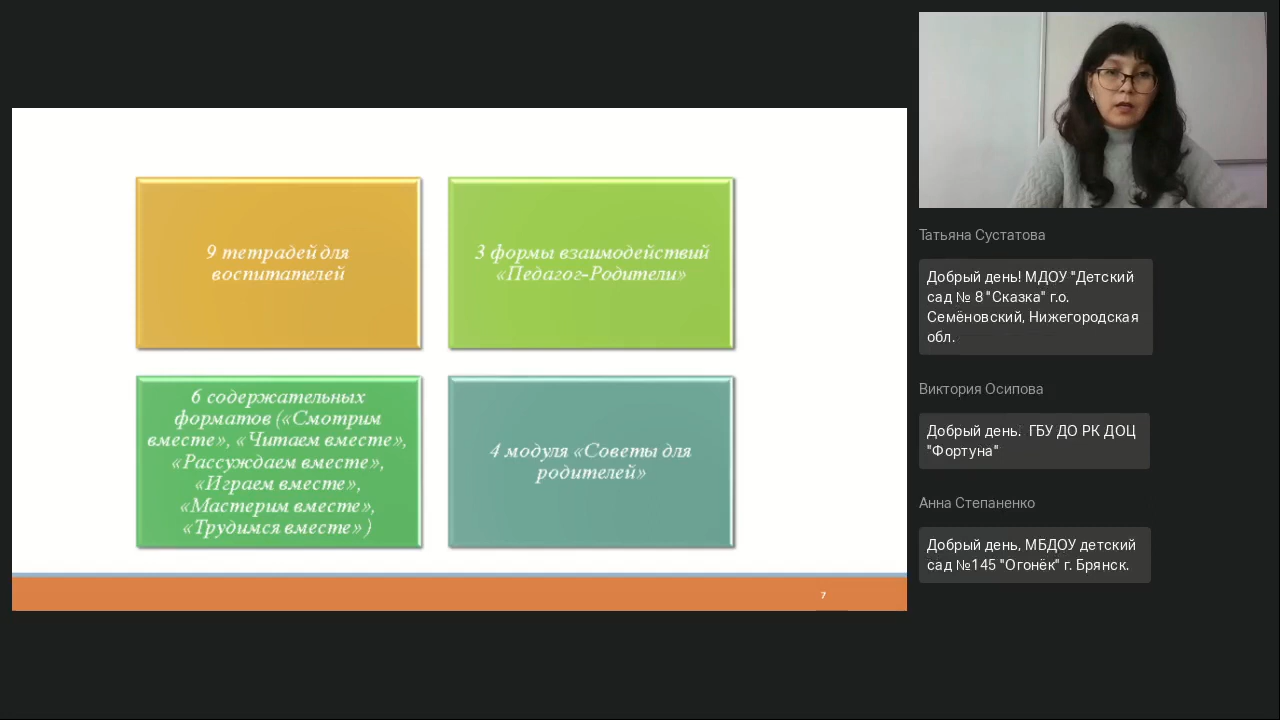 9 тетрадей для
воспитателей
3 формы взаимодействий
«Педагог-Родители»
6 содержательных
форматов («Смотрим
вместе», «Читаем вместе»,
«Рассуждаем вместе»,
«Играем вместе»,
«Мастерим вместе»,
«Трудимся вместе»)
4 модуля «Советы для
родителей»
7
Татьяна Сустатова
Добрый день! МДОУ "Детский
сад № 8 "Сказка" г.о.
Семёновский, Нижегородская
обл.
Виктория Осипова
Добрый день.  ГБУ ДО РК ДОЦ
"Фортуна"
Анна Степаненко
Добрый день, МБДОУ детский
сад №145 "Огонёк" г. Брянск.